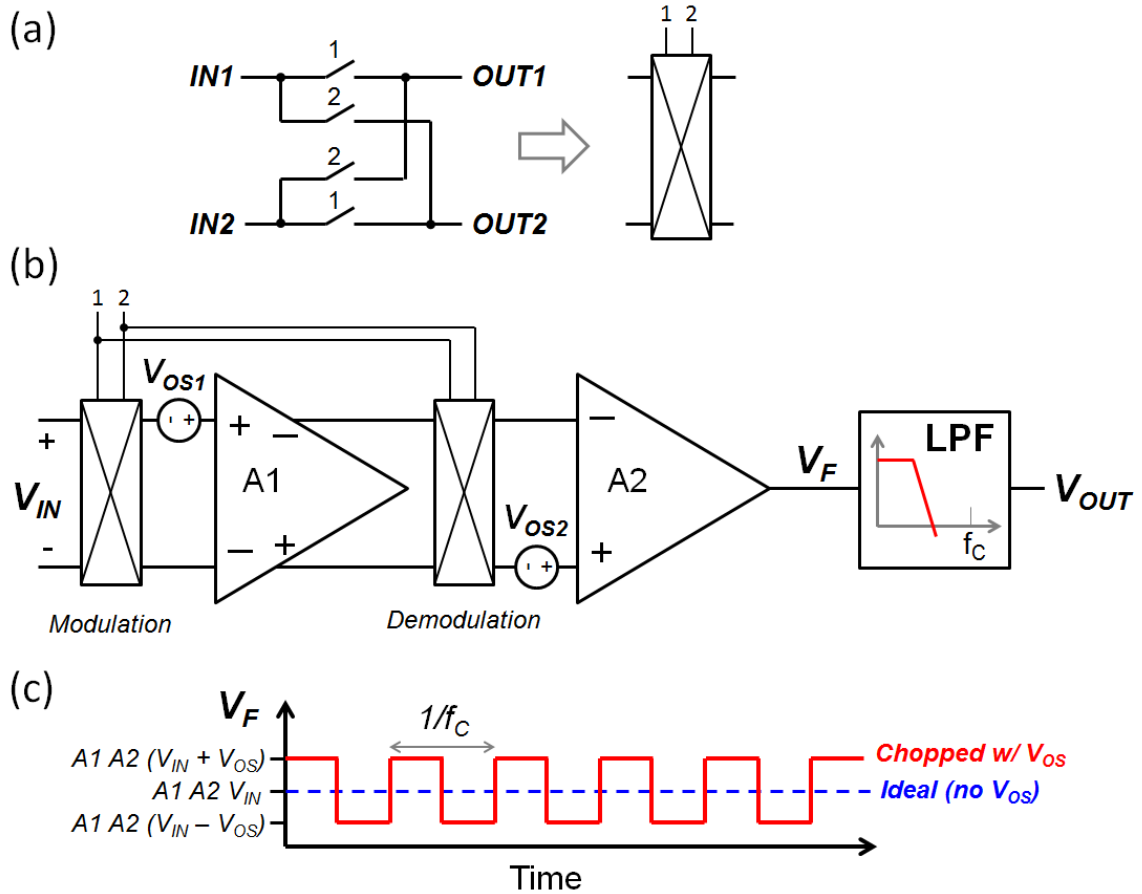 (a)
1 2
1
IN1 OUT1
2
2
1
IN2 OUT2
(b)
1 2
VOS1
+ − − LPF
+
VIN A1 A2 VF VOUT
VOS2
fC
-
− + +
Modulation Demodulation
(c)
VF 1/fC
A1 A2 (VIN + VOS) Chopped w/ VOS
A1 A2 VIN Ideal (no VOS)
A1 A2 (VIN – VOS)
Time